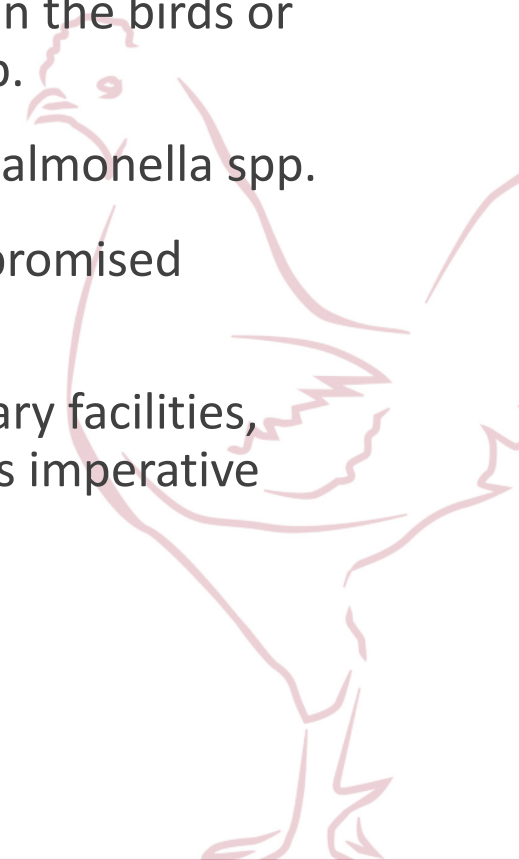 n the birds or
o.
almonella spp.
promised
ary facilities,
s imperative